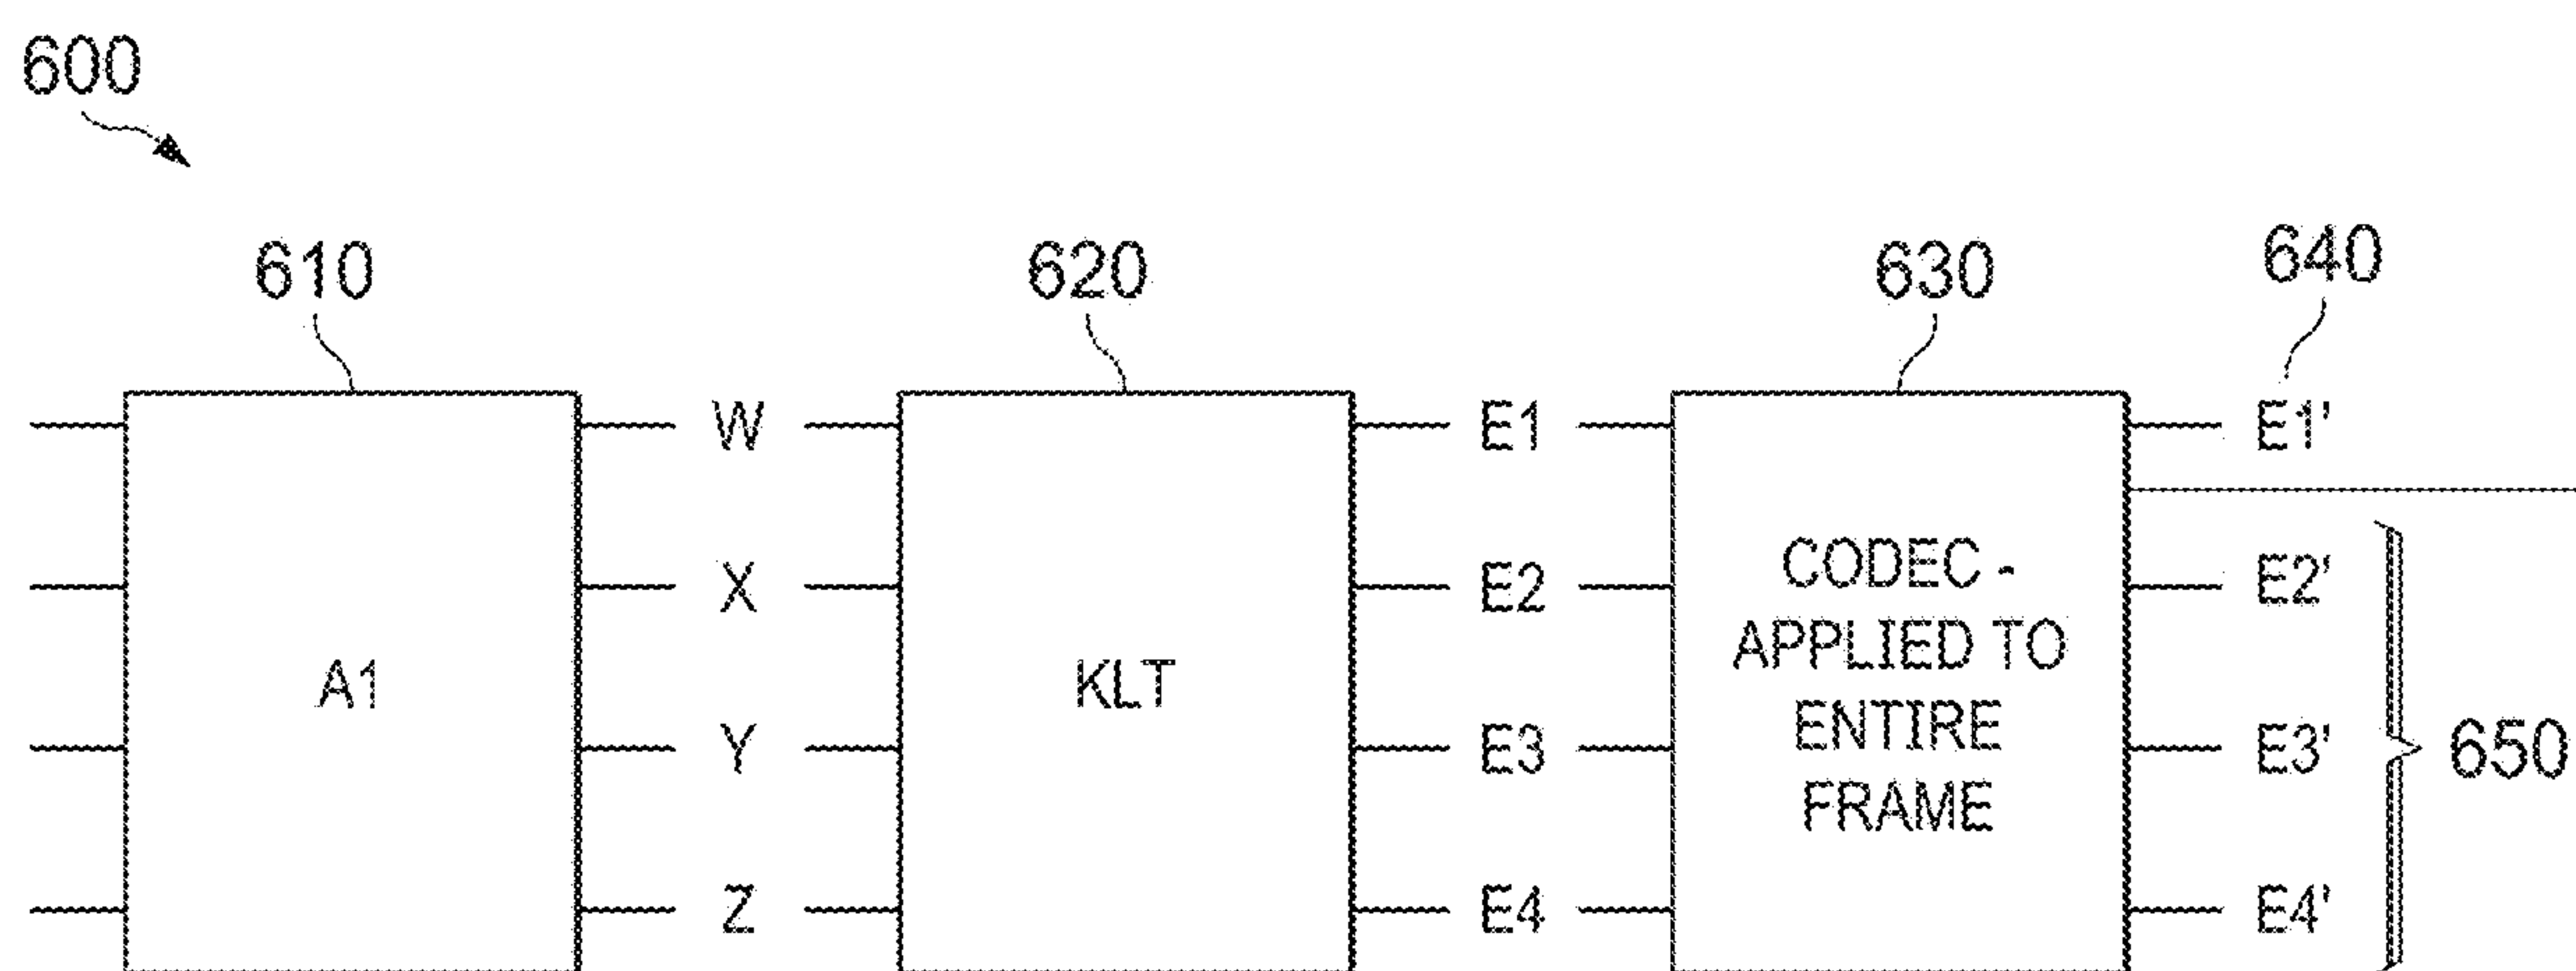 600
610
620
630
640
W
E1
E1'
X
E2
CODEC -
E2'
APPLIED TO
A1
KLT
Y
E3
ENTIRE
E3'
650
FRAME
Z
E4
E4'